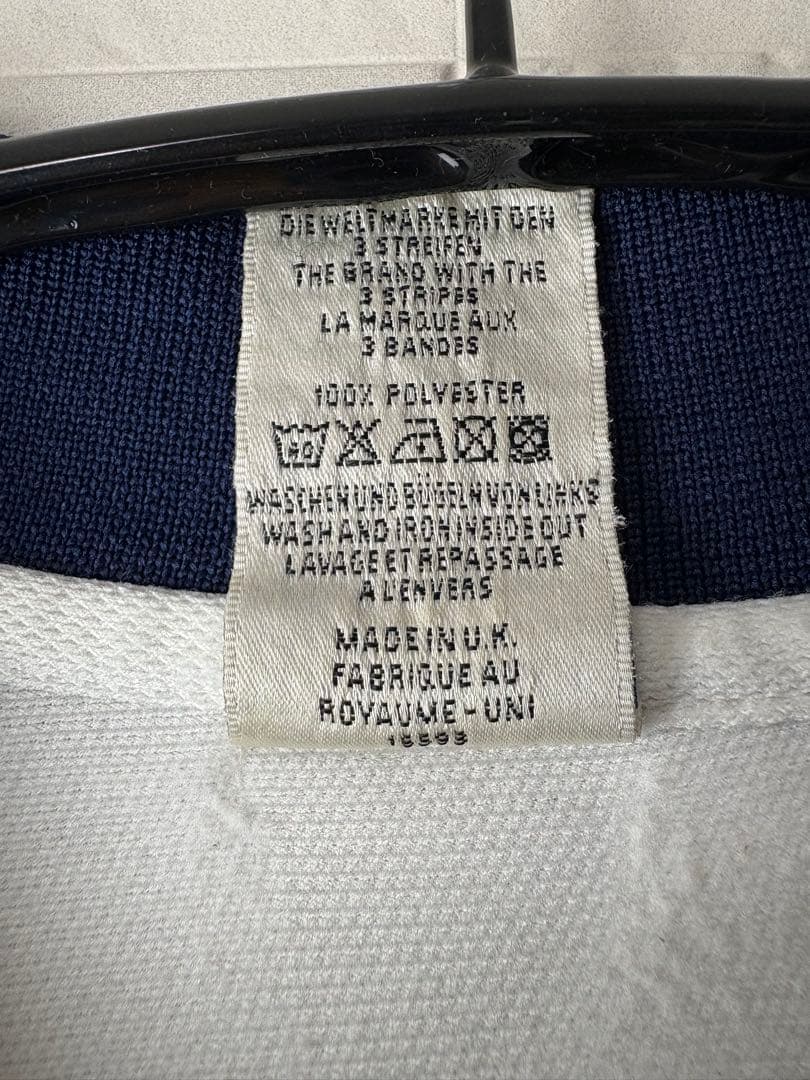 DIE WELTMARKE MIT DEN
3 STREIFEN
THE BRAND WITH THE
3 STRIPES
LA MARQUE AUX
3 BANDES
100% POLYESTER
WASCHEN UND BÜGELN VON LINKS
WASH AND IRON INSIDE OUT
LAVAGE ET REPASSAGE
A L'ENVERS
MADE IN U.K.
FABRIQUE AU
ROYAUME-UNI